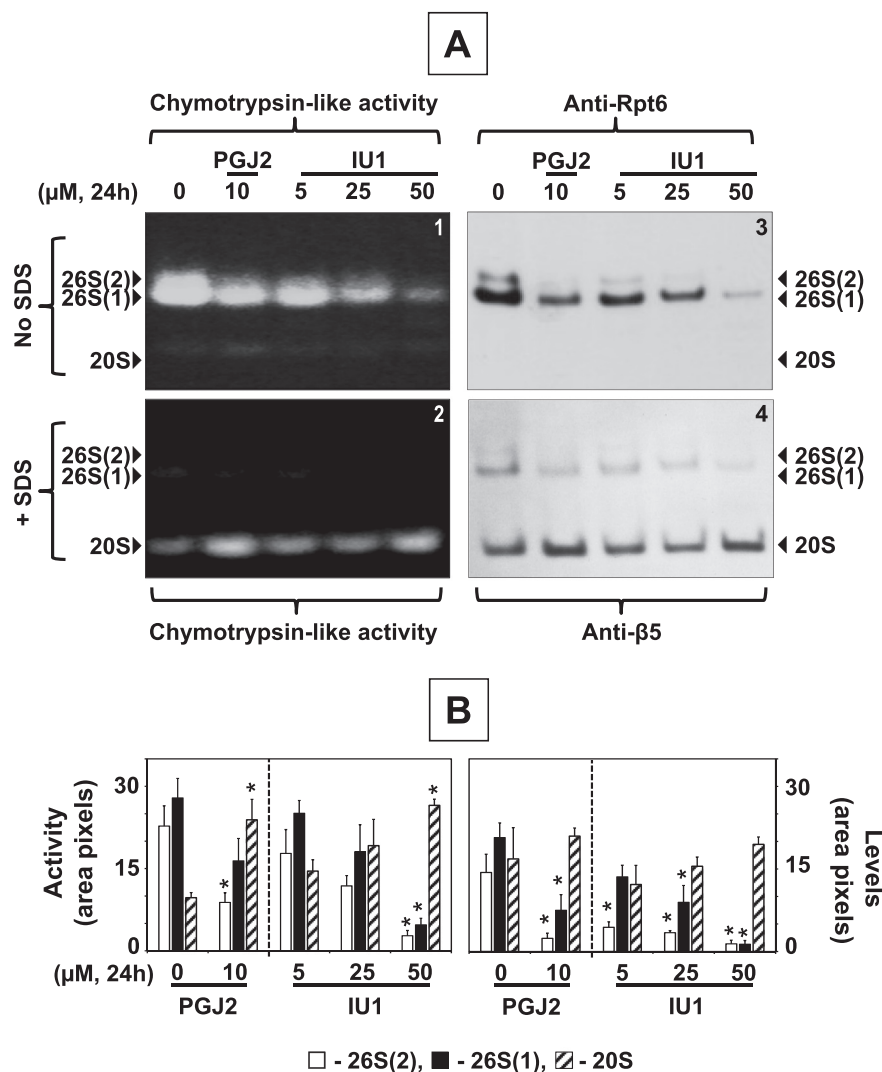 A
Chymotrypsin-like activity Anti-Rpt6
PGJ2 IU1 PGJ2 IU1
(µM, 24h) 0 10 5 25 50 0 10 5 25 50
1 3
No SDS
26S(2) 26S(2)
26S(1) 26S(1)
20S 20S
2 4
+ SDS
26S(2) 26S(2)
26S(1) 26S(1)
20S 20S
Chymotrypsin-like activity Anti-β5
B
Activity
(area pixels)
30
15
0
* * * * *
* * * * * * *
30
15
0
Levels
(area pixels)
(µM, 24h) 0 10 5 25 50 0 10 5 25 50
PGJ2 IU1 PGJ2 IU1
- 26S(2), - 26S(1), - 20S